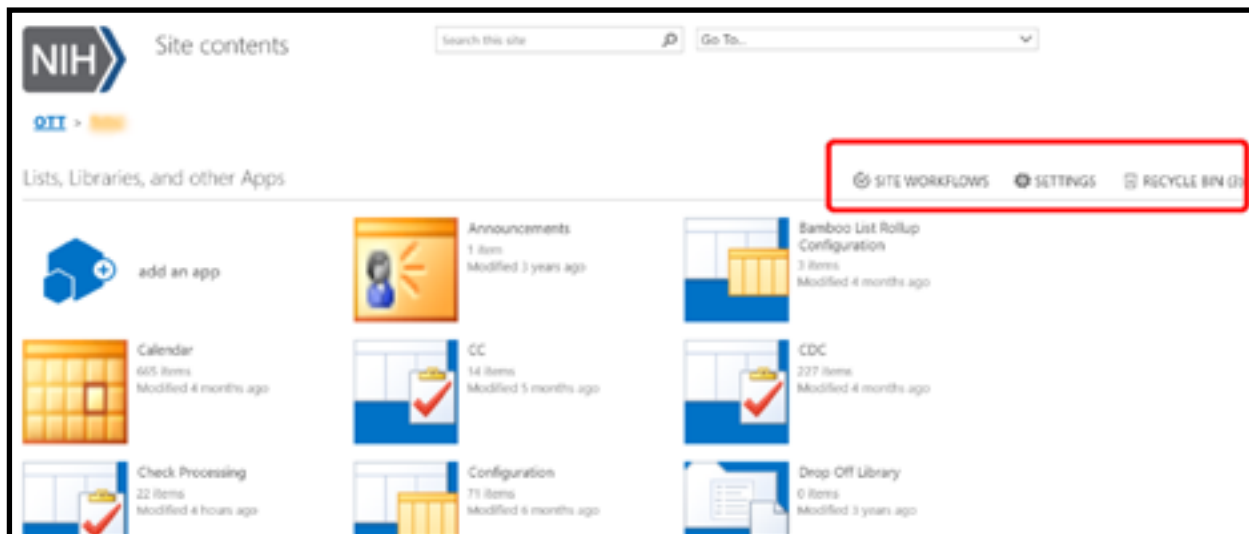 NIH
Site contents
Search this site
Go To...
OTT >
Lists, Libraries, and other Apps
SITE WORKFLOWS
SETTINGS
RECYCLE BIN (3)
add an app
Announcements
1 item
Modified 3 years ago
Bamboo List Rollup
Configuration
3 items
Modified 4 months ago
Calendar
665 items
Modified 4 months ago
CC
14 items
Modified 5 months ago
CDC
227 items
Modified 4 months ago
Check Processing
22 items
Modified 4 hours ago
Configuration
71 items
Modified 6 months ago
Drop Off Library
0 items
Modified 3 years ago